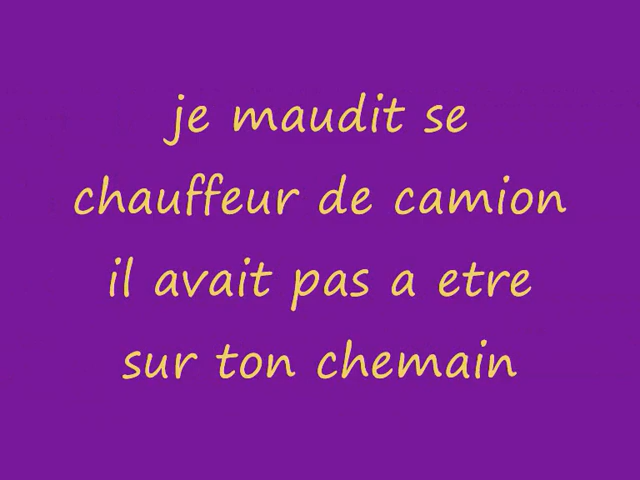 je maudit se
chauffeur de camion
il avait pas a etre
sur ton chemain